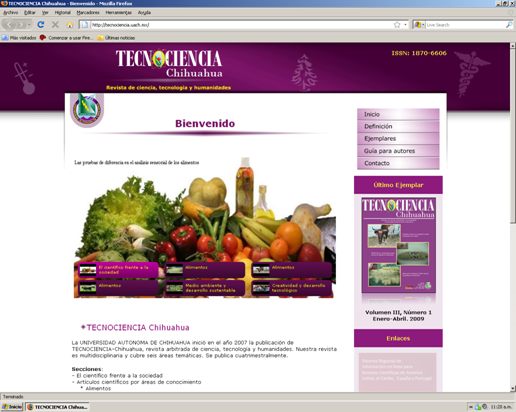 TECNOCIENCIA Chihuahua - Bienvenido - Mozilla Firefox
Archivo Editar Ver Historial Marcadores Herramientas Ayuda
http://tecnociencia.uach.mx/
Live Search
Más visitados Comenzar a usar Fire... Últimas noticias
TECNOCIENCIA
Chihuahua
ISSN: 1870-6606
Revista de ciencia, tecnología y humanidades
Bienvenido
Las pruebas de diferencia en el análisis sensorial de los alimentos
El científico frente a la
sociedad
Alimentos
Alimentos
Alimentos
Medio ambiente y
desarrollo sustentable
Creatividad y desarrollo
tecnológico
TECNOCIENCIA Chihuahua
La UNIVERSIDAD AUTONOMA DE CHIHUAHUA inició en el año 2007 la publicación de
TECNOCIENCIA-Chihuahua, revista arbitrada de ciencia, tecnología y humanidades. Nuestra revista
es multidisciplinaria y cubre seis áreas temáticas. Se publica cuatrimestralmente.
Secciones:
- El científico frente a la sociedad
- Artículos científicos por áreas de conocimiento
* Alimentos
Inicio
Definición
Ejemplares
Guía para autores
Contacto
Último Ejemplar
TECNOCIENCIA
Chihuahua
Volumen III, Número 1
Enero-Abril. 2009
Enlaces
Terminado
Inicio
TECNOCIENCIA Chihua...
11:28 a.m.